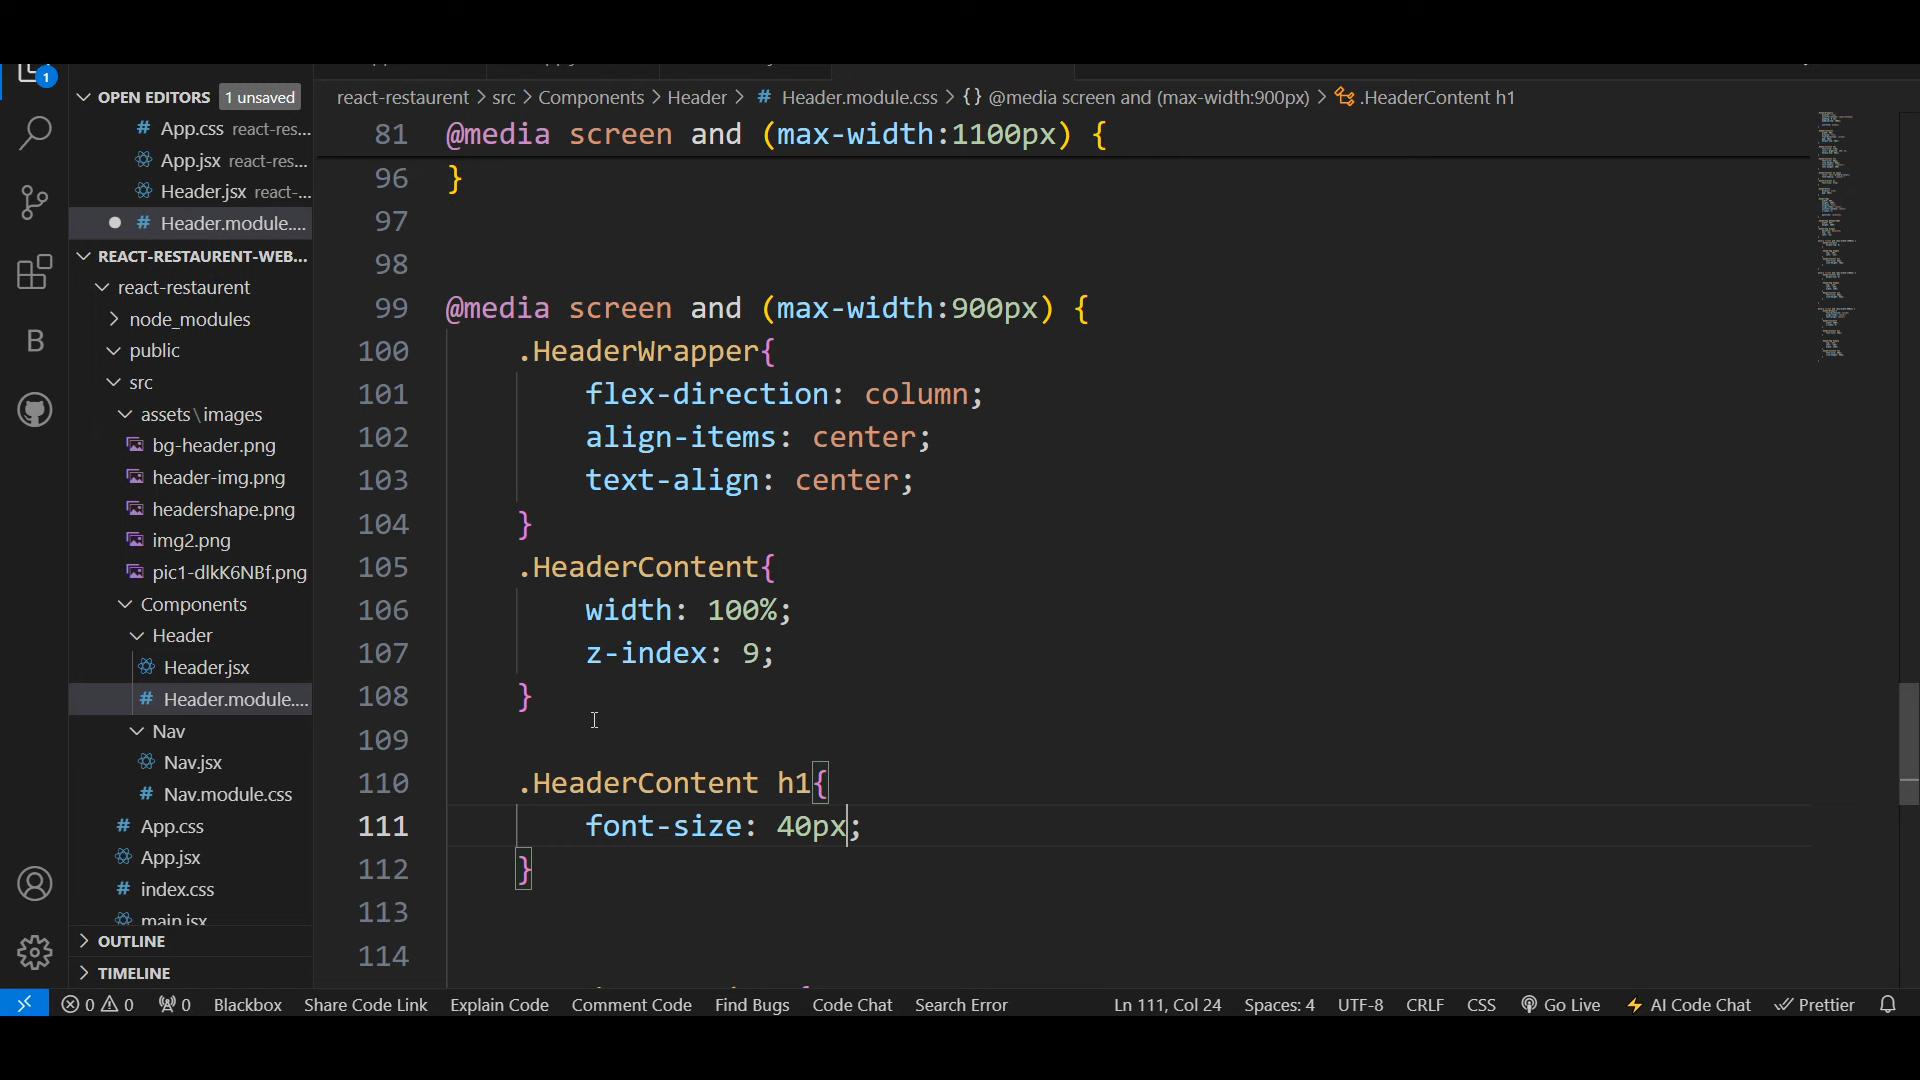 1
OPEN EDITORS 1 unsaved
App.css react-res...
App.jsx react-res...
Header.jsx react-...
Header.module....
REACT-RESTAURENT-WEB...
react-restaurent
node_modules
public
src
assets\images
bg-header.png
header-img.png
headershape.png
img2.png
pic1-dlkK6NBf.png
Components
Header
Header.jsx
Header.module....
Nav
Nav.jsx
Nav.module.css
App.css
App.jsx
index.css
main.jsx
OUTLINE
TIMELINE
react-restaurent > src > Components > Header > # Header.module.css > {} @media screen and (max-width:900px) > .HeaderContent h1
81 @media screen and (max-width:1100px) {
96 }
97
98
99 @media screen and (max-width:900px) {
100 .HeaderWrapper{
101 flex-direction: column;
102 align-items: center;
103 text-align: center;
104 }
105 .HeaderContent{
106 width: 100%;
107 z-index: 9;
108 }
109
110 .HeaderContent h1{
111 font-size: 40px;
112 }
113
114
0 0 0 Blackbox Share Code Link Explain Code Comment Code Find Bugs Code Chat Search Error Ln 111, Col 24 Spaces: 4 UTF-8 CRLF CSS Go Live AI Code Chat Prettier